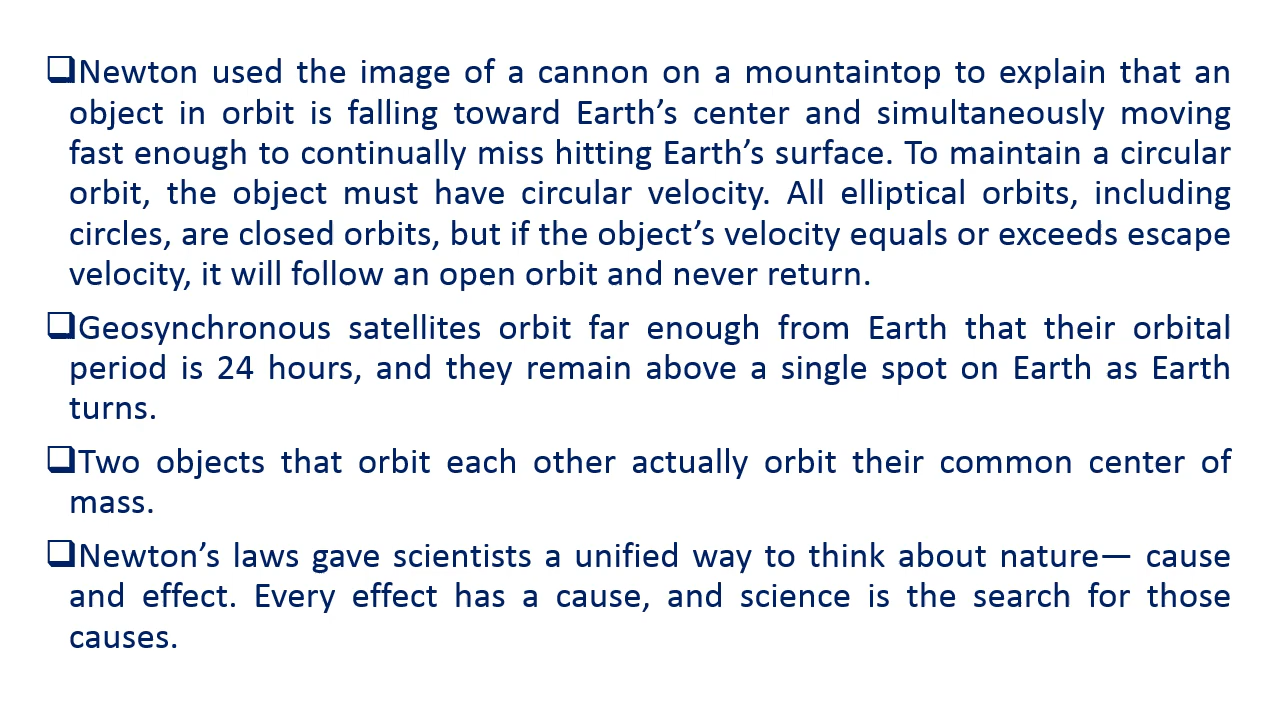 ❑Newton used the image of a cannon on a mountaintop to explain that an
object in orbit is falling toward Earth’s center and simultaneously moving
fast enough to continually miss hitting Earth’s surface. To maintain a circular
orbit, the object must have circular velocity. All elliptical orbits, including
circles, are closed orbits, but if the object’s velocity equals or exceeds escape
velocity, it will follow an open orbit and never return.
❑Geosynchronous satellites orbit far enough from Earth that their orbital
period is 24 hours, and they remain above a single spot on Earth as Earth
turns.
❑Two objects that orbit each other actually orbit their common center of
mass.
❑Newton’s laws gave scientists a unified way to think about nature— cause
and effect. Every effect has a cause, and science is the search for those
causes.